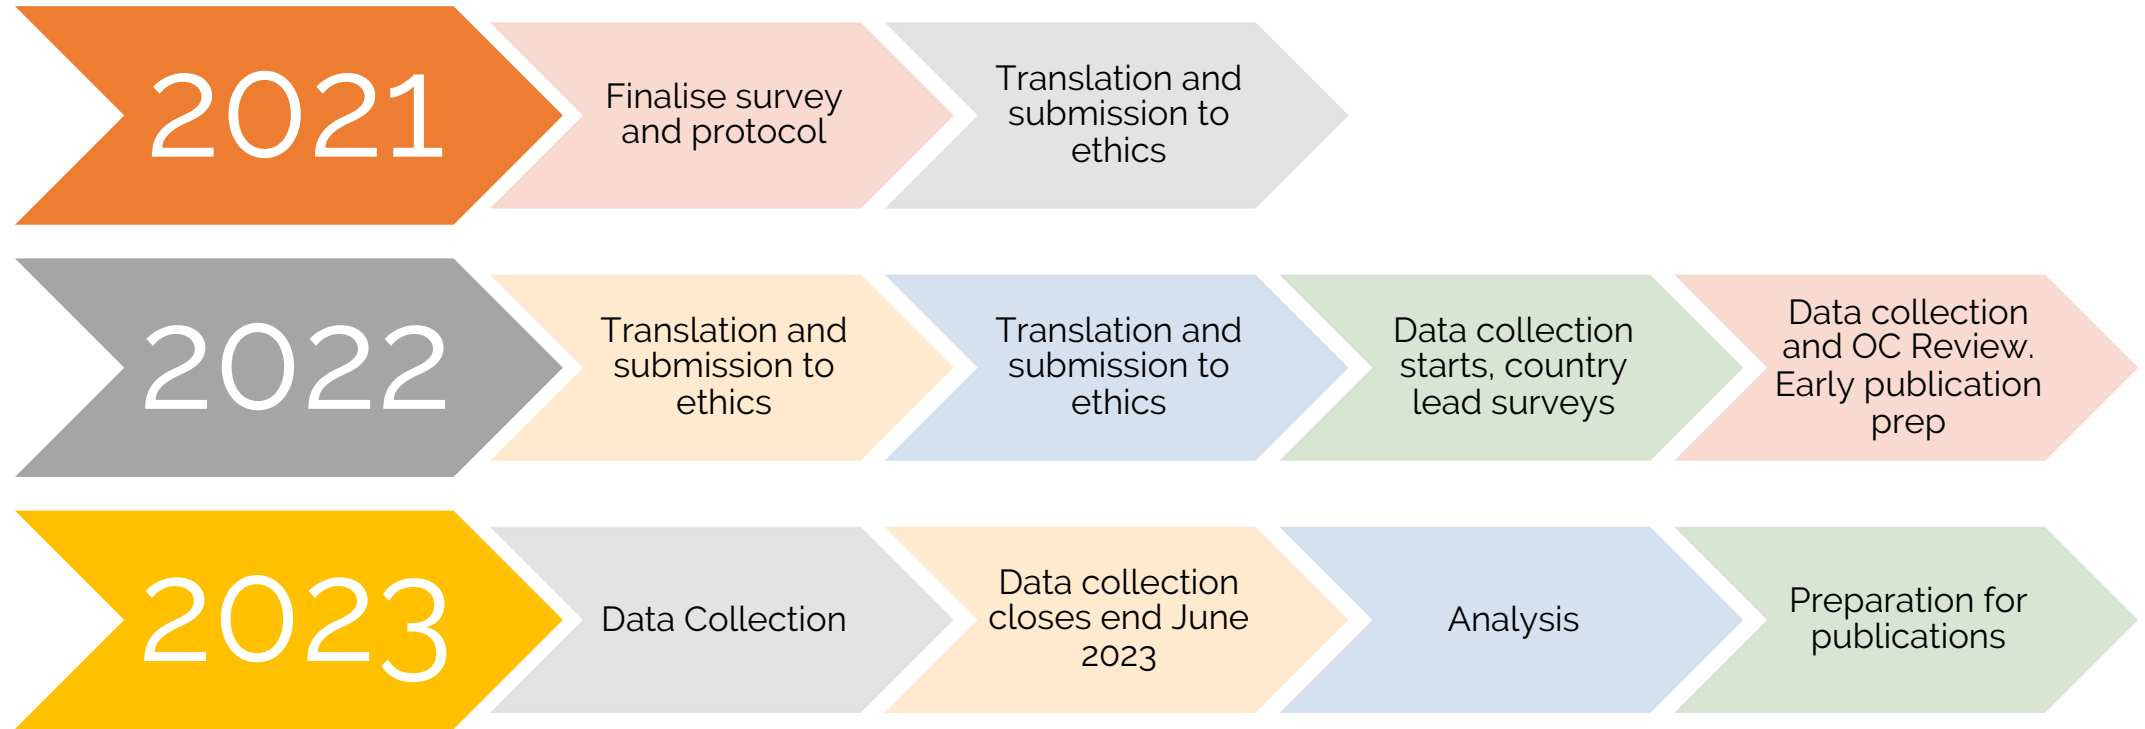 2021
Finalise survey
and protocol
Translation and
submission to
ethics
2022
Translation and
submission to
ethics
Translation and
submission to
ethics
Data collection
starts, country
lead surveys
Data collection
and OC Review.
Early publication
prep
2023
Data Collection
Data collection
closes end June
2023
Analysis
Preparation for
publications